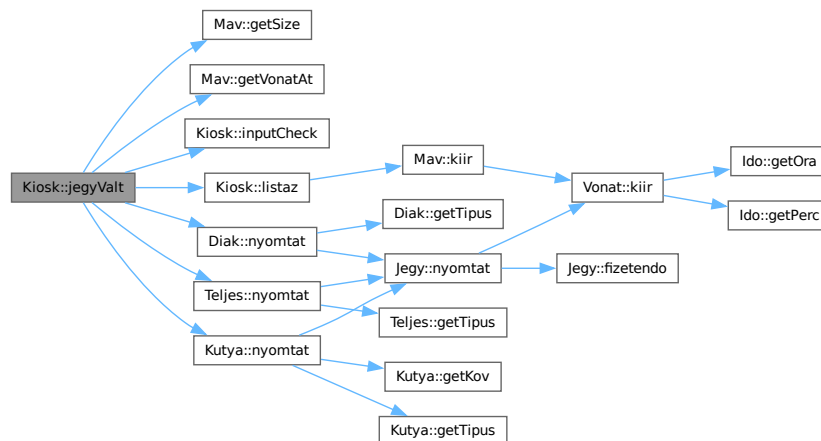 Kiosk::jegyValt
Mav::getSize
Mav::getVonatAt
Kiosk::inputCheck
Kiosk::listaz
Diak::nyomtat
Teljes::nyomtat
Kutya::nyomtat
Mav::kiir
Diak::getTipus
Jegy::nyomtat
Teljes::getTipus
Kutya::getKov
Kutya::getTipus
Vonat::kiir
Jegy::fizetendo
Ido::getOra
Ido::getPerc